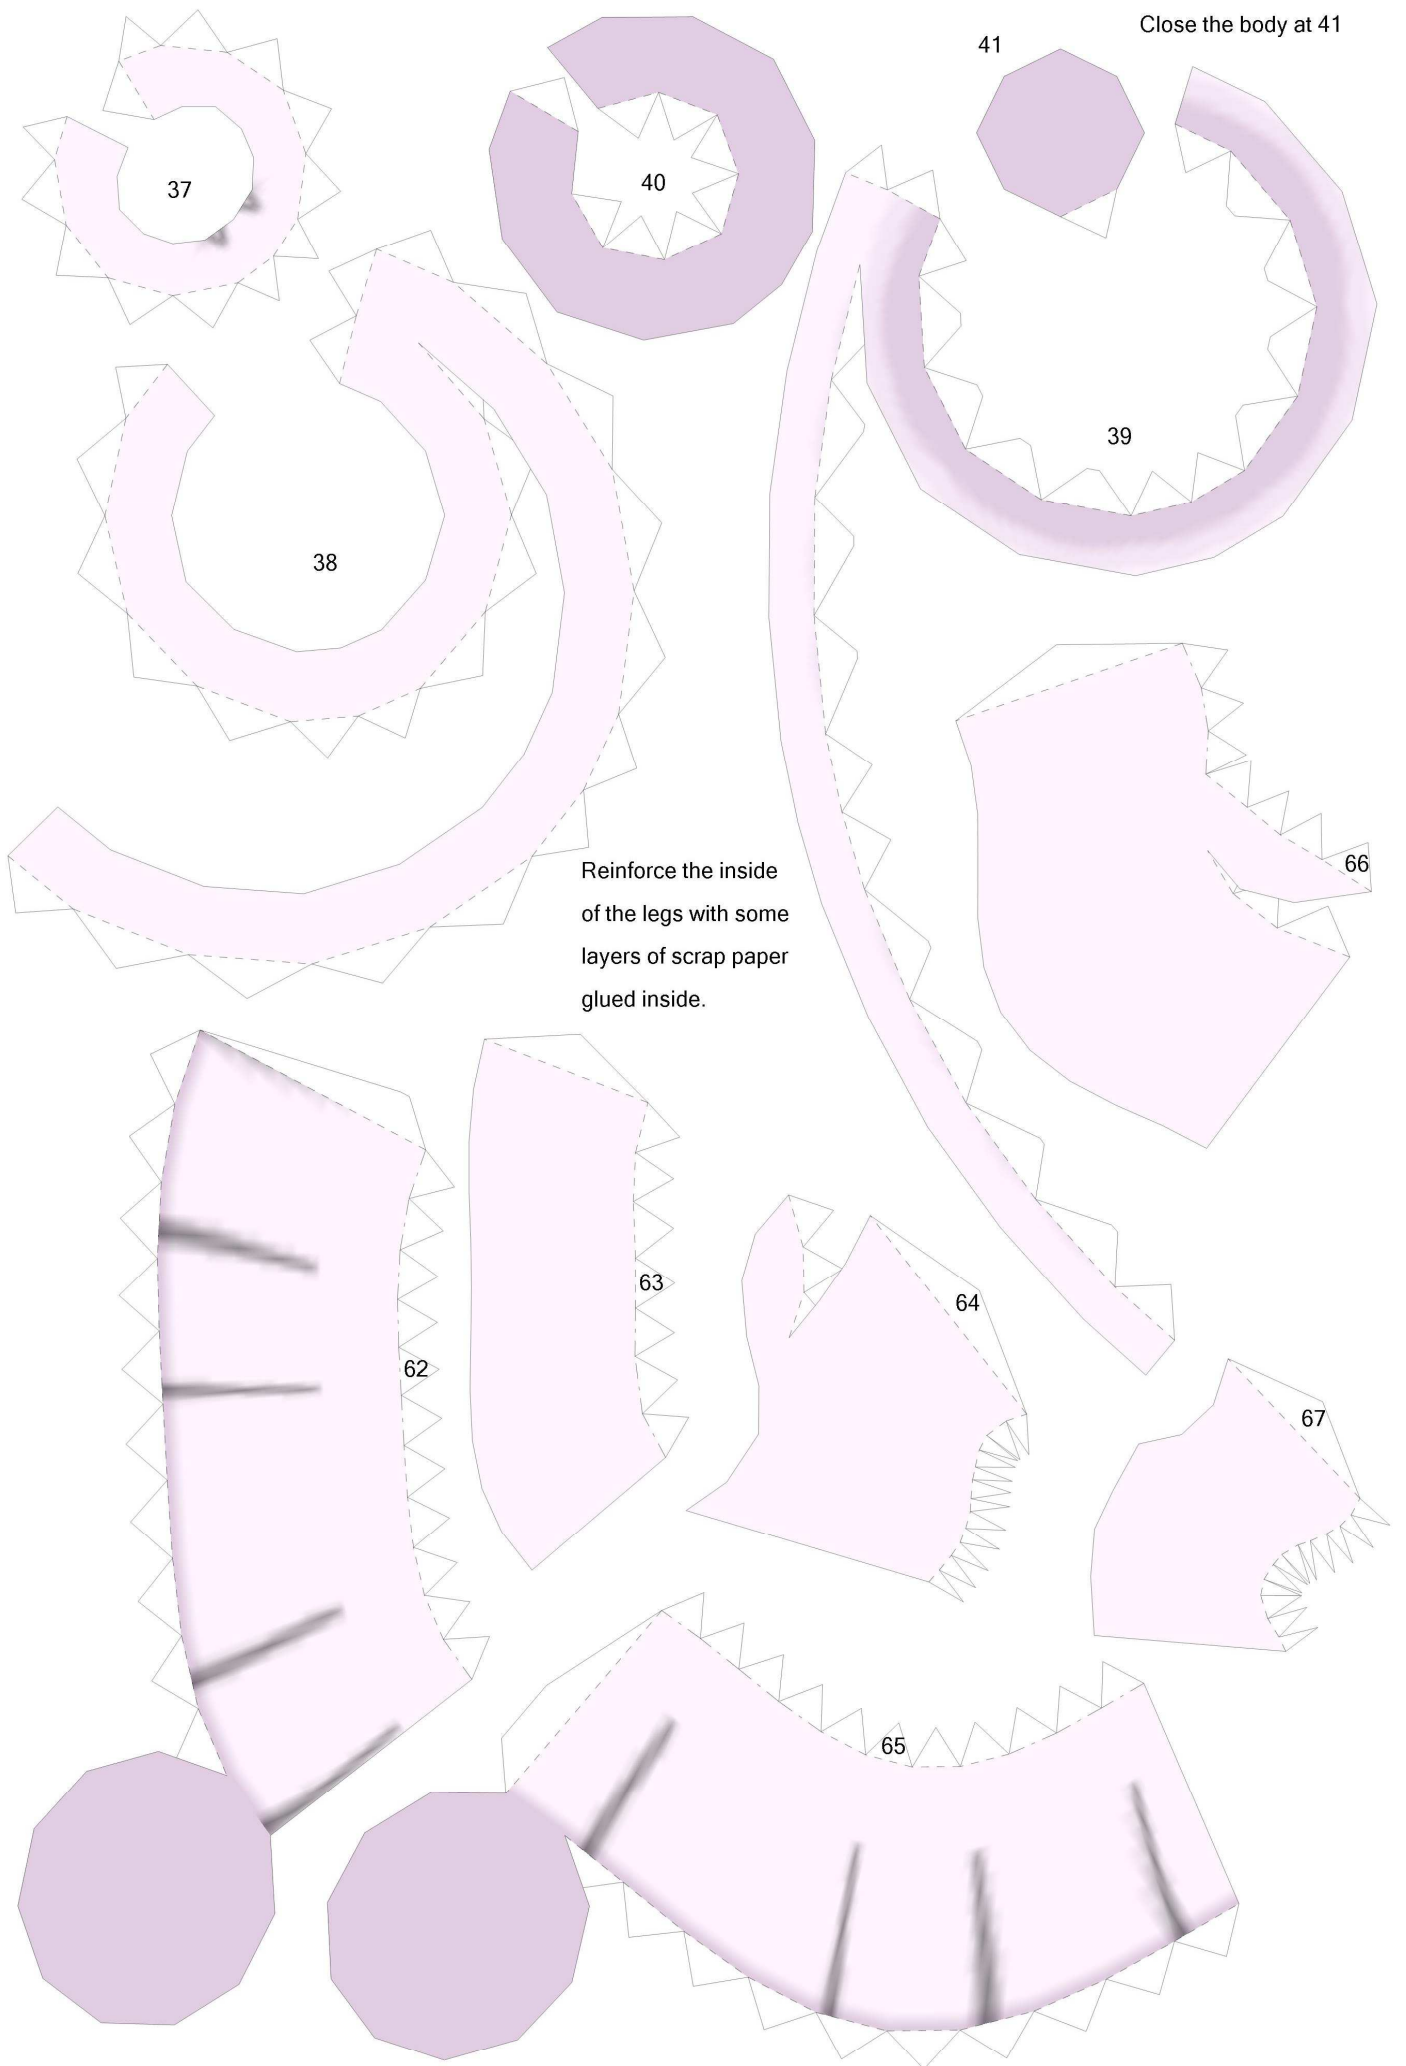 Close the body at 41
41
37
40
39
38
66
Reinforce the inside
of the legs with some
layers of scrap paper
glued inside.
63
64
62
67
65